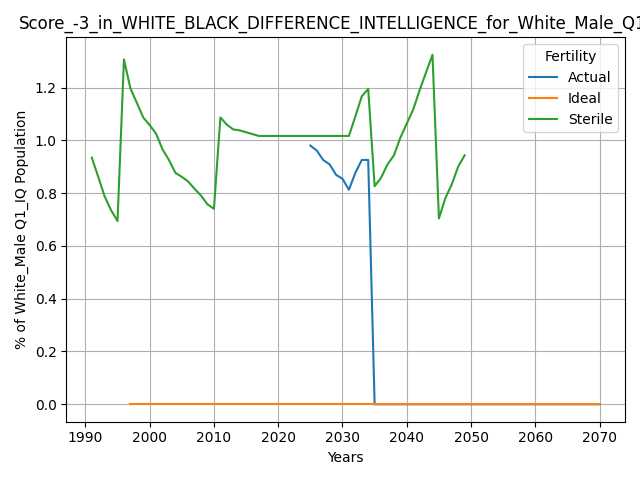 Score_-3_in_WHITE_BLACK_DIFFERENCE_INTELLIGENCE_for_White_Male_Q1
% of White_Male Q1_IQ Population
1.2
1.0
0.8
0.6
0.4
0.2
0.0
Fertility
Actual
Ideal
Sterile
1990 2000 2010 2020 2030 2040 2050 2060 2070
Years